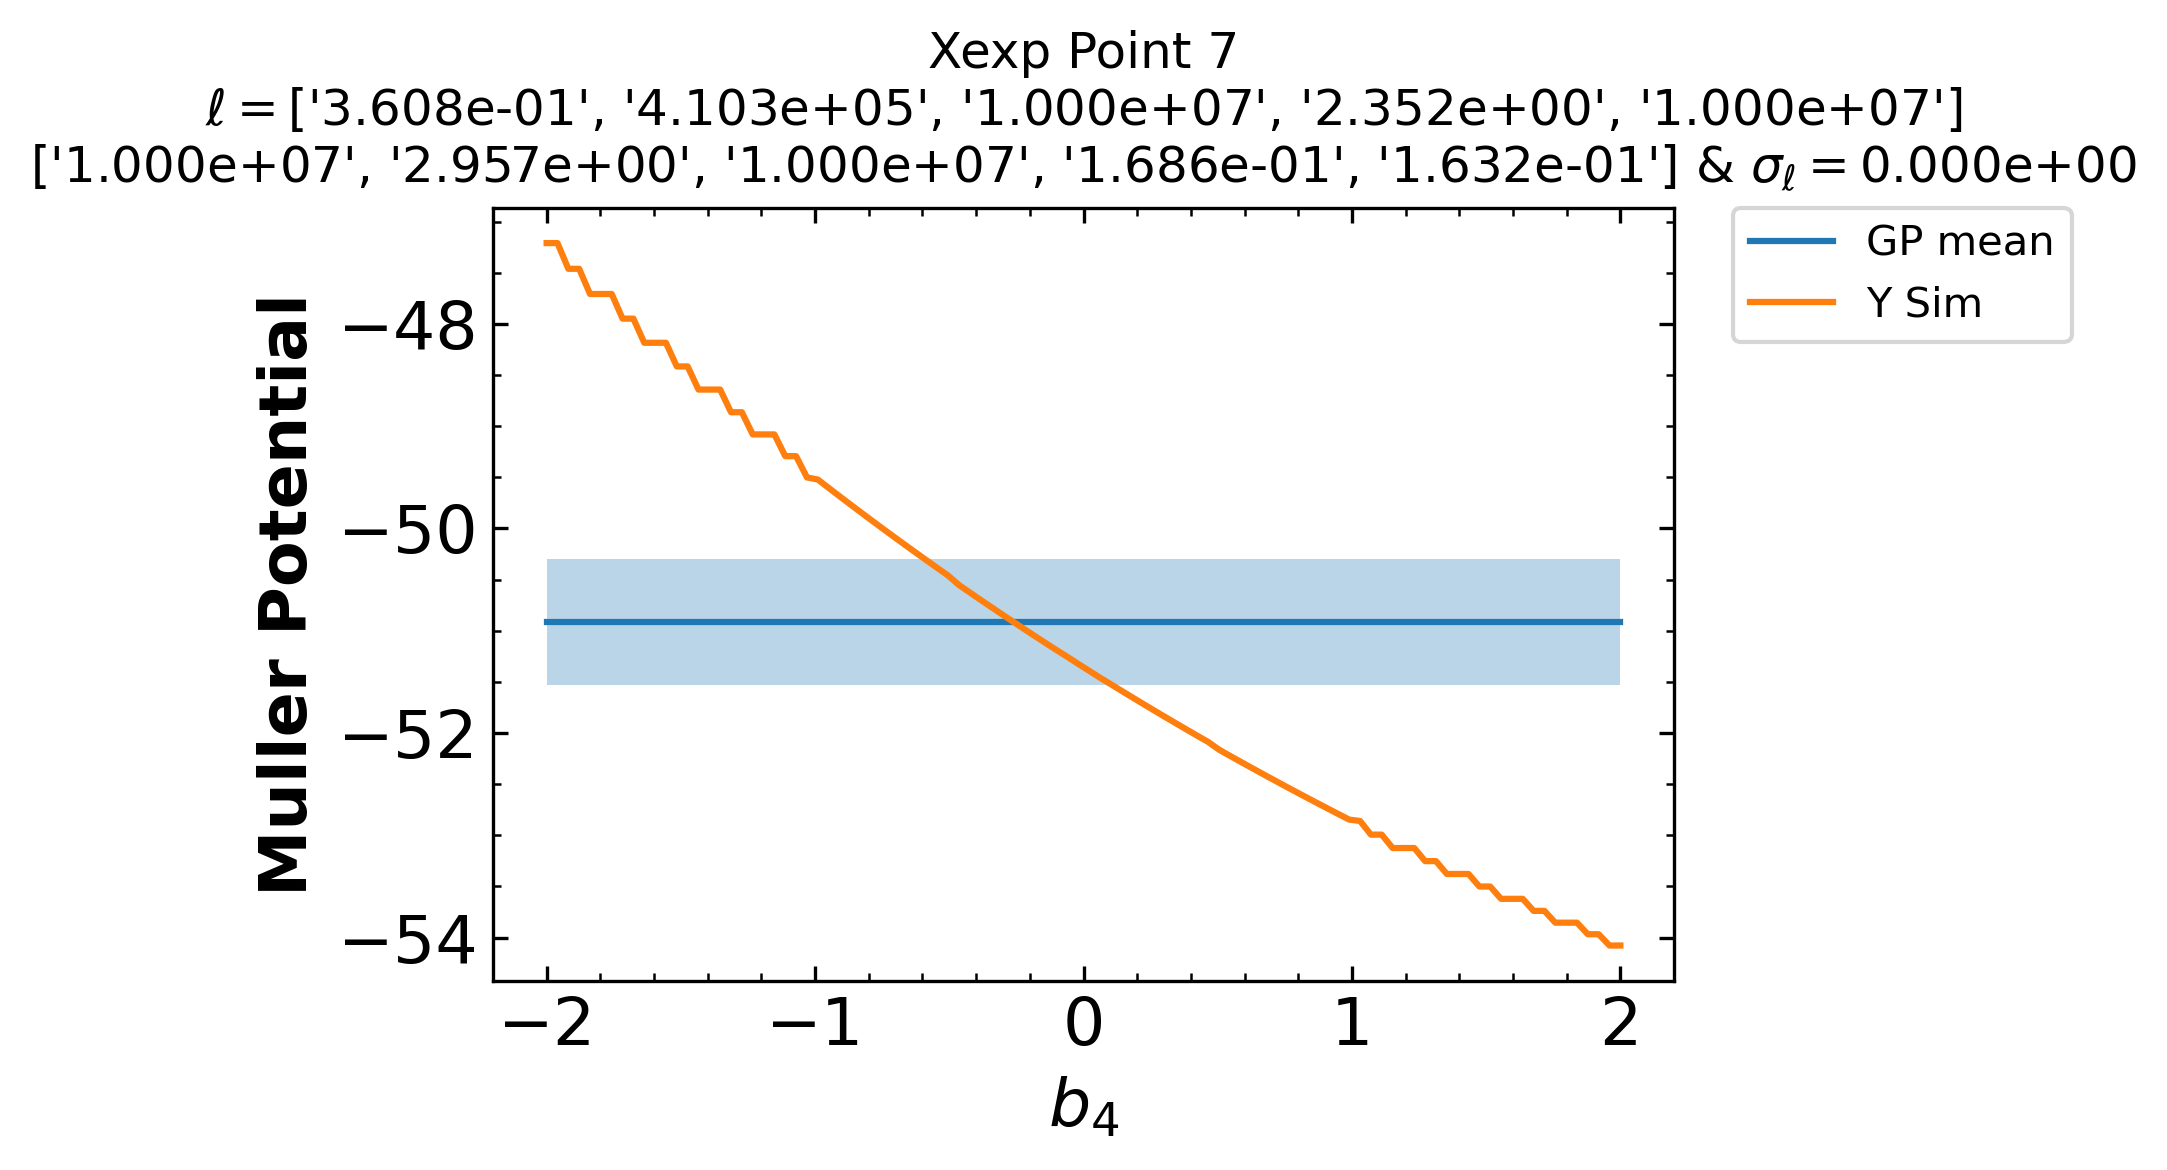 Xexp Point 7
ℓ = ['3.608e-01', '4.103e+05', '1.000e+07', '2.352e+00', '1.000e+07']
['1.000e+07', '2.957e+00', '1.000e+07', '1.686e-01', '1.632e-01'] & σ_ℓ = 0.000e+00
GP mean
Y Sim
Muller Potential
−48
−50
−52
−54
−2
−1
0
1
2
b₄